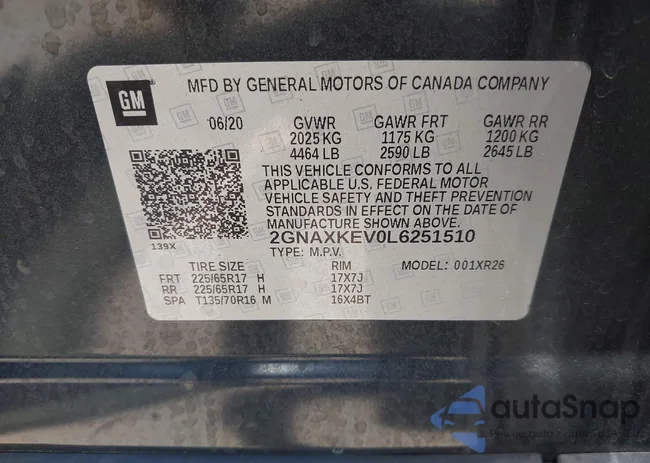 GM
MFD BY GENERAL MOTORS OF CANADA COMPANY
06/20 GVWR GAWR FRT GAWR RR
2025 KG 1175 KG 1200 KG
4464 LB 2590 LB 2645 LB
THIS VEHICLE CONFORMS TO ALL
APPLICABLE U.S. FEDERAL MOTOR
VEHICLE SAFETY AND THEFT PREVENTION
STANDARDS IN EFFECT ON THE DATE OF
MANUFACTURE SHOWN ABOVE.
139X
2GNAXKEV0L6251510
TYPE: M.P.V. MODEL: 001XR26
TIRE SIZE RIM
FRT 225/65R17 H 17X7J
RR 225/65R17 H 17X7J
SPA T135/70R16 M 16X4BT
autaSnap